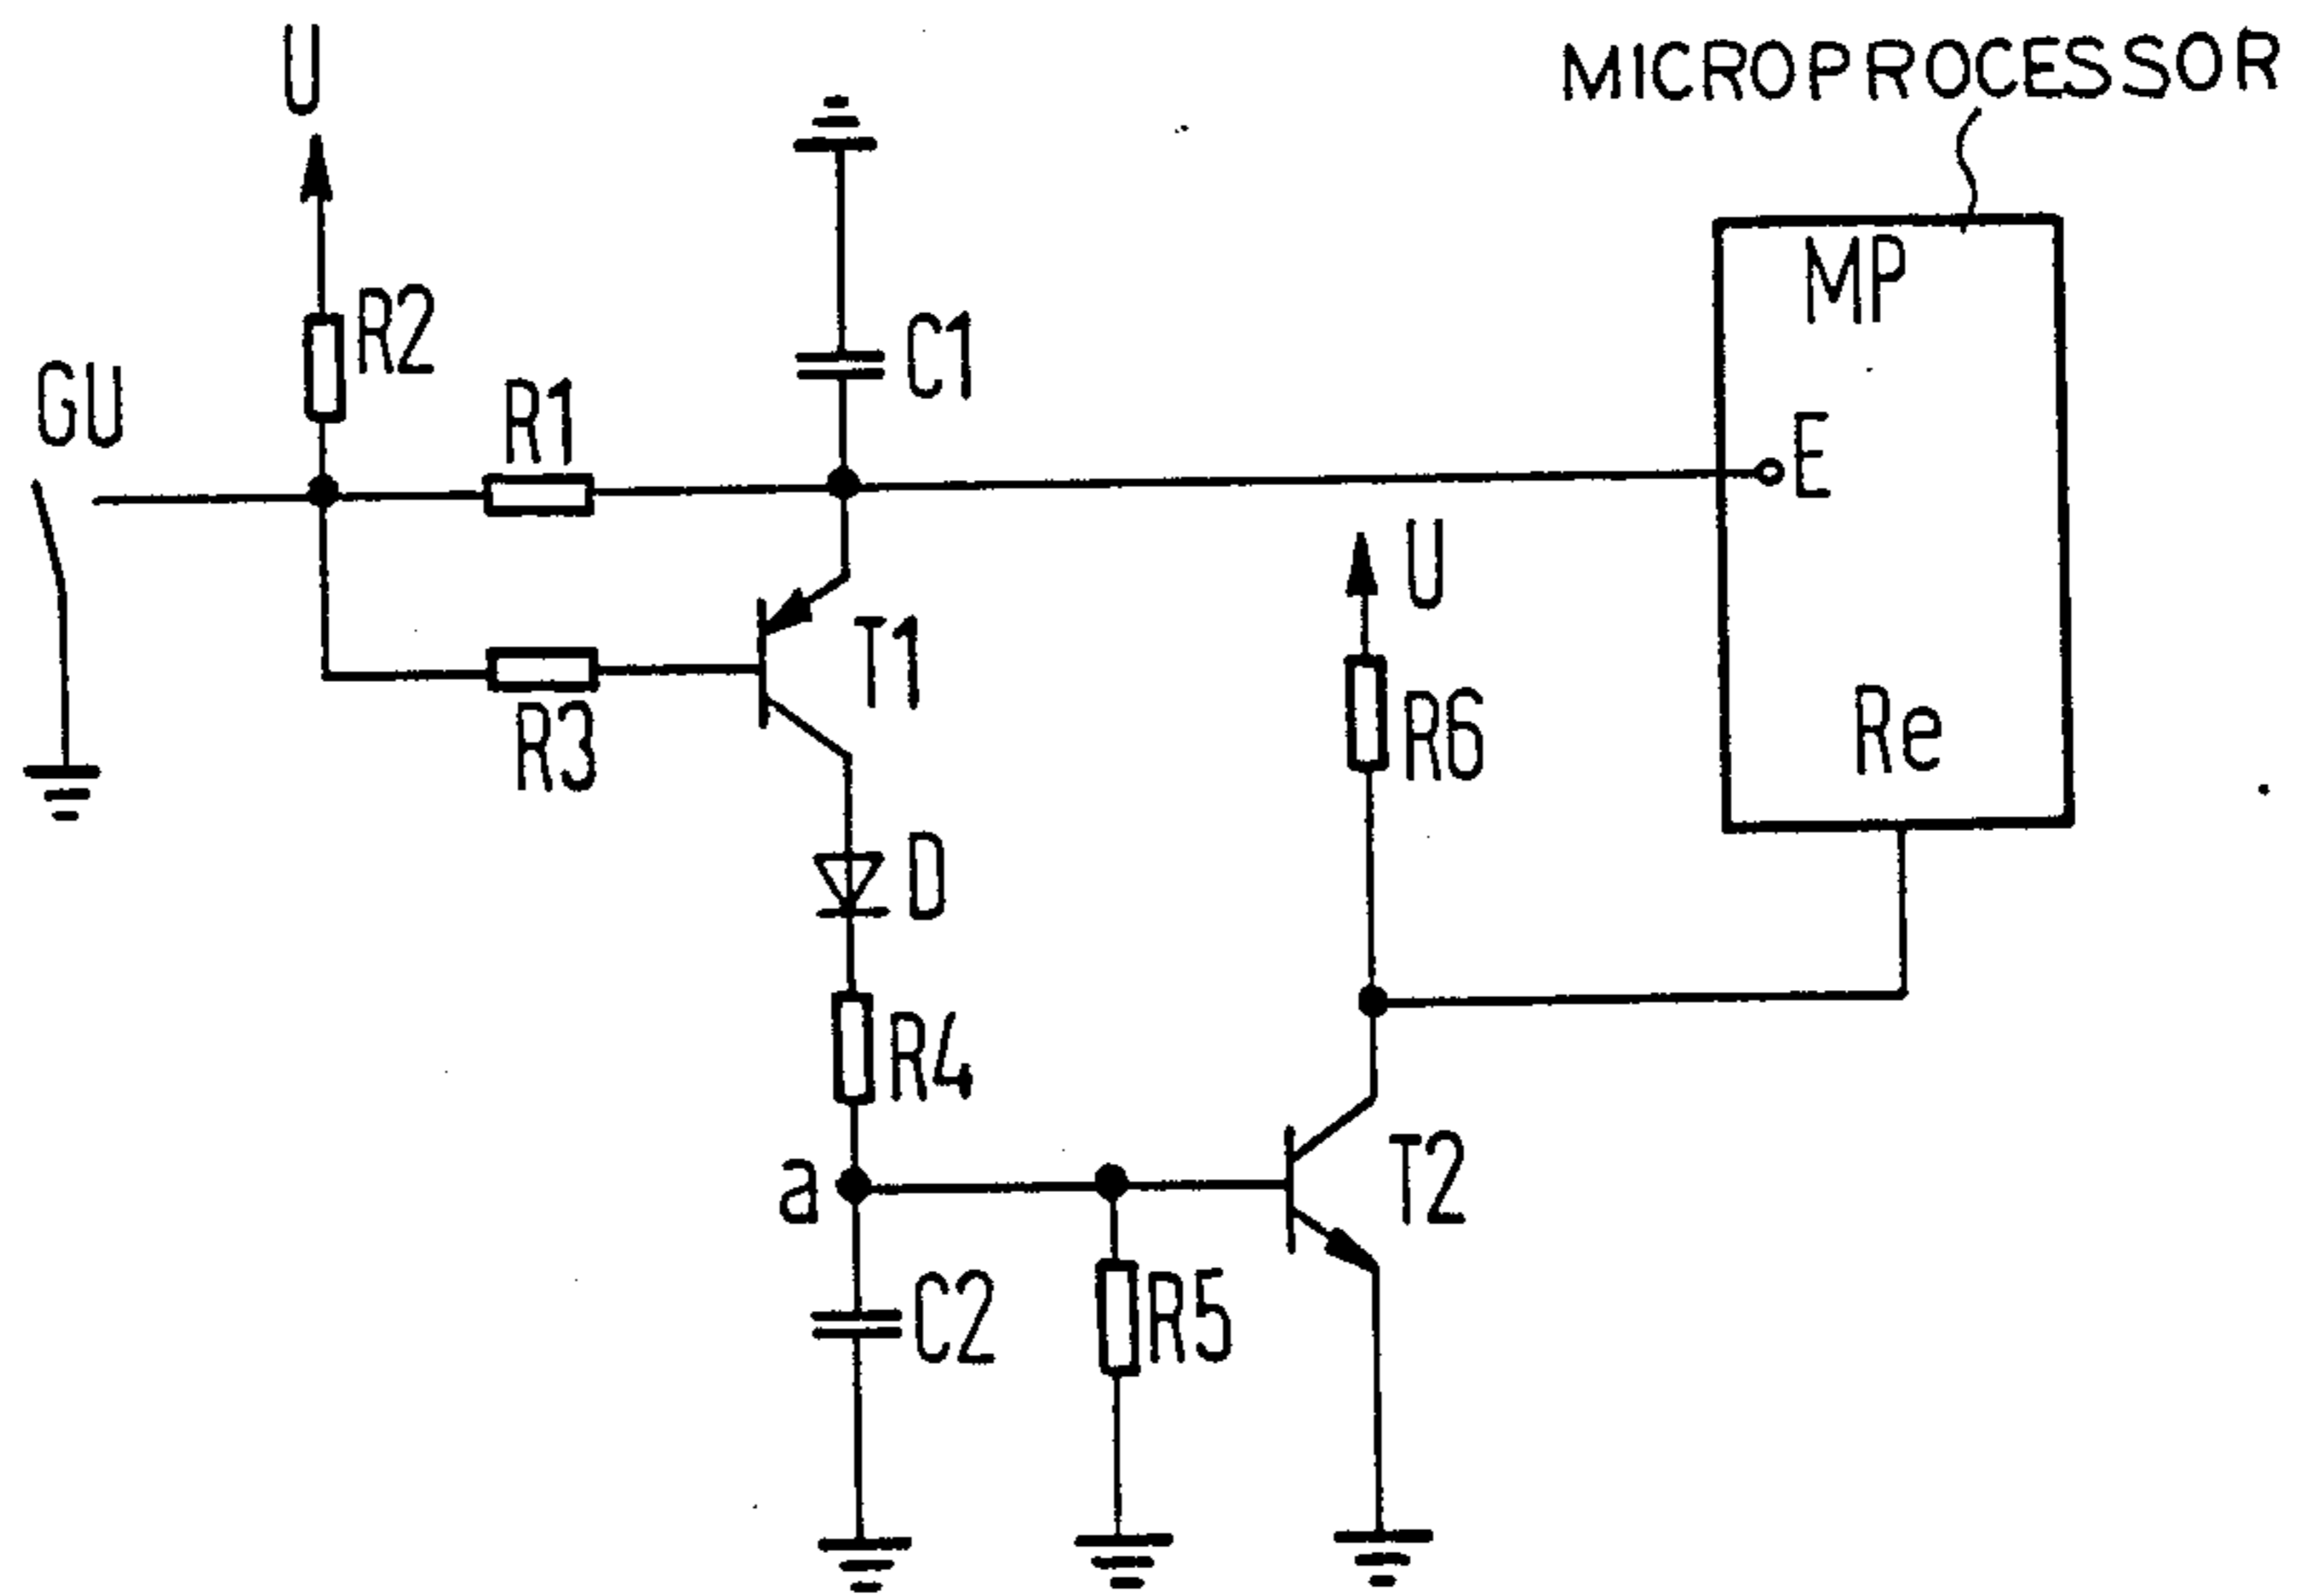 U
MICROPROCESSOR
MP
R2
C1
GU
R1
E
U
T1
R3
R6
Re
D
R4
a
T2
C2
R5